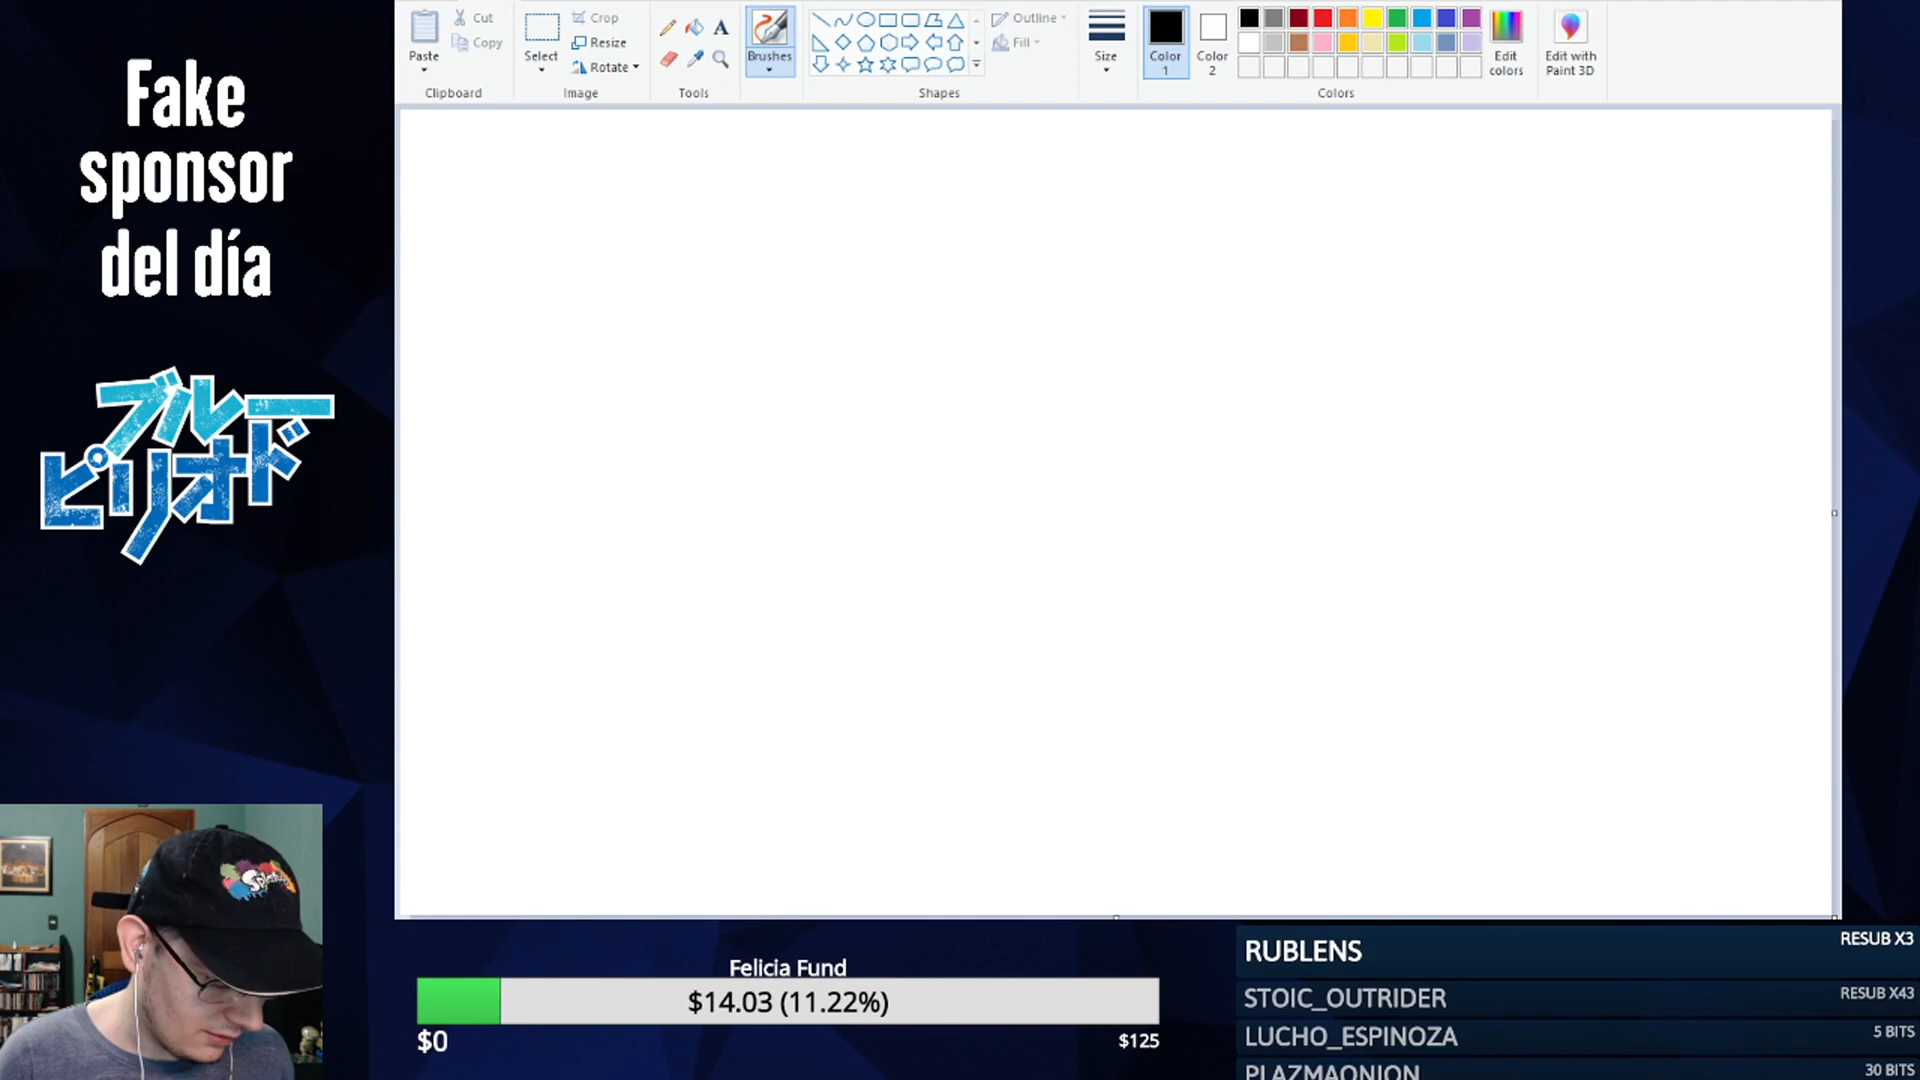 Fake
sponsor
del día
ブルー
ピリオド
Paste
Cut
Copy
Clipboard
Select
Crop
Resize
Rotate
Image
A
Tools
Brushes
Shapes
Outline
Fill
Size
Color
1
Color
2
Edit
colors
Edit with
Paint 3D
Colors
Felicia Fund
$14.03 (11.22%)
$0
$125
RUBLENS
RESUB X3
STOIC_OUTRIDER
RESUB X43
LUCHO_ESPINOZA
5 BITS
PLAZMAONION
30 BITS